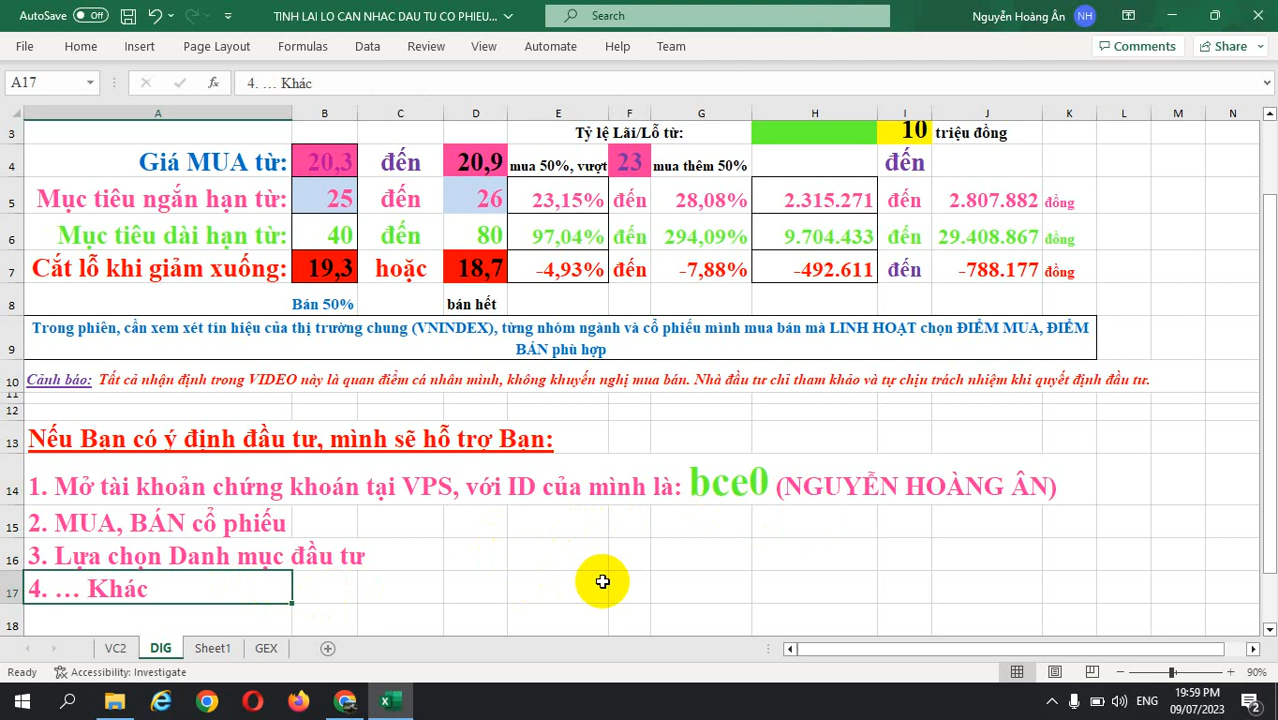 AutoSave Off TINH LAI LO CAN NHAC DAU TU CO PHIEU... Search Nguyễn Hoàng Ân NH
File Home Insert Page Layout Formulas Data Review View Automate Help Team Comments Share
A17 fx 4. … Khác
A B C D E F G H I J K L M N
3 Tỷ lệ Lãi/Lỗ từ: 10 triệu đồng
4 Giá MUA từ: 20,3 đến 20,9 mua 50%, vượt 23 mua thêm 50% đến
5 Mục tiêu ngắn hạn từ: 25 đến 26 23,15% đến 28,08% 2.315.271 đến 2.807.882 đồng
6 Mục tiêu dài hạn từ: 40 đến 80 97,04% đến 294,09% 9.704.433 đến 29.408.867 đồng
7 Cắt lỗ khi giảm xuống: 19,3 hoặc 18,7 -4,93% đến -7,88% -492.611 đến -788.177 đồng
8 Bán 50% bán hết
9 Trong phiên, cần xem xét tín hiệu của thị trường chung (VNINDEX), từng nhóm ngành và cổ phiếu mình mua bán mà LINH HOẠT chọn ĐIỂM MUA, ĐIỂM
BÁN phù hợp
10 Cảnh báo: Tất cả nhận định trong VIDEO này là quan điểm cá nhân mình, không khuyến nghị mua bán. Nhà đầu tư chỉ tham khảo và tự chịu trách nhiệm khi quyết định đầu tư.
11
12
13 Nếu Bạn có ý định đầu tư, mình sẽ hỗ trợ Bạn:
14 1. Mở tài khoản chứng khoán tại VPS, với ID của mình là: bce0 (NGUYỄN HOÀNG ÂN)
15 2. MUA, BÁN cổ phiếu
16 3. Lựa chọn Danh mục đầu tư
17 4. … Khác
18
VC2 DIG Sheet1 GEX
Ready Accessibility: Investigate 90%
ENG 19:59 PM
09/07/2023 2